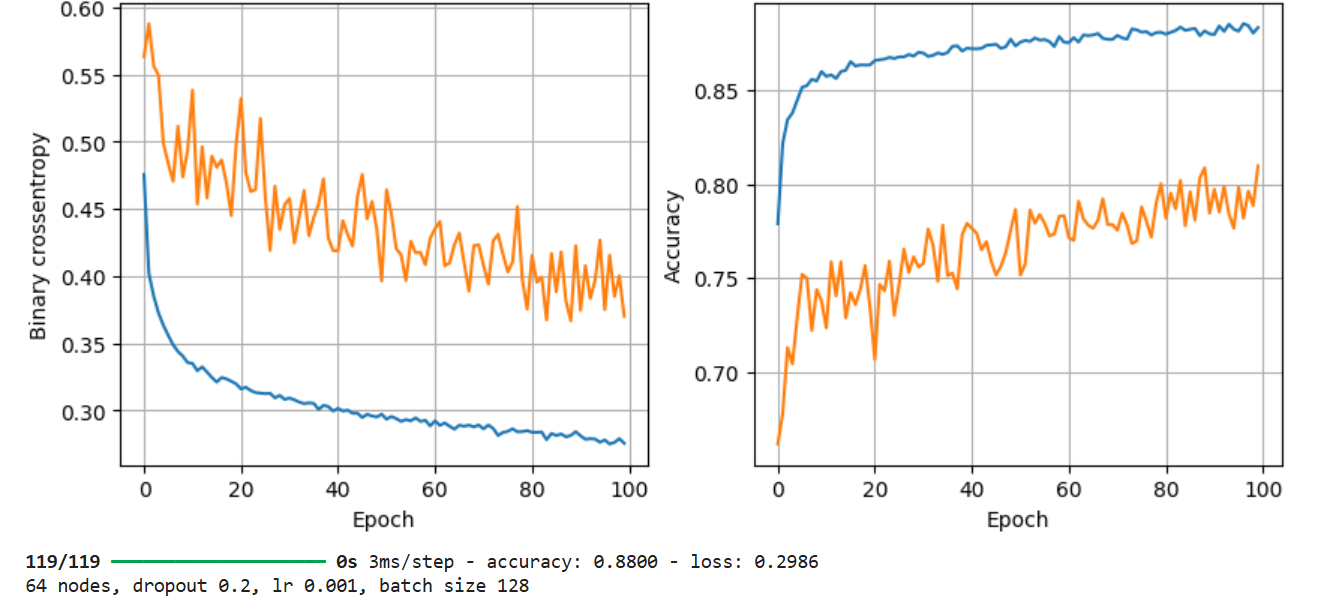 0.60
0.55
0.50
0.45
0.40
0.35
0.30
Binary crossentropy
0 20 40 60 80 100
Epoch
0.85
0.80
0.75
0.70
Accuracy
0 20 40 60 80 100
Epoch
119/119 0s 3ms/step - accuracy: 0.8800 - loss: 0.2986
64 nodes, dropout 0.2, lr 0.001, batch size 128